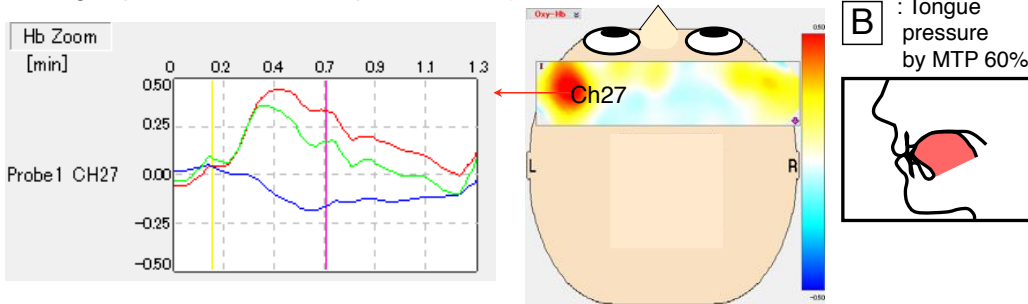 Hb Zoom
[min]
0 02 0.4 0.7 0.9 1.1 1.3
0.50
0.25
Probe1 CH27 0.00
-0.25
-0.50
Oxy-Hb
0.50
Ch27
L R
-0.50
B : Tongue
pressure
by MTP 60%